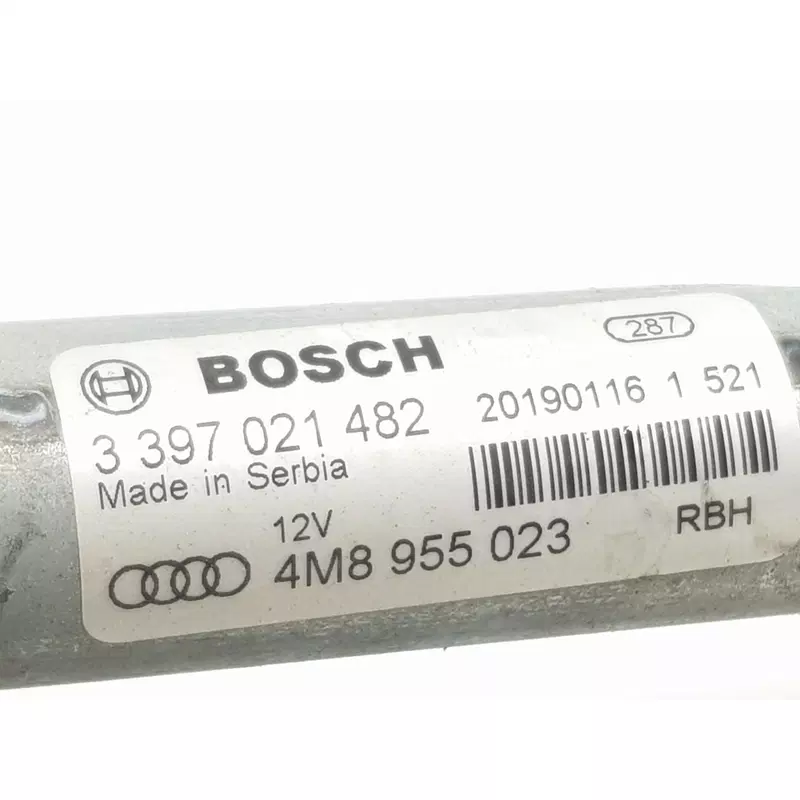 BOSCH
287
3 397 021 482
20190116 1 521
Made in Serbia
12V
RBH
4M8 955 023